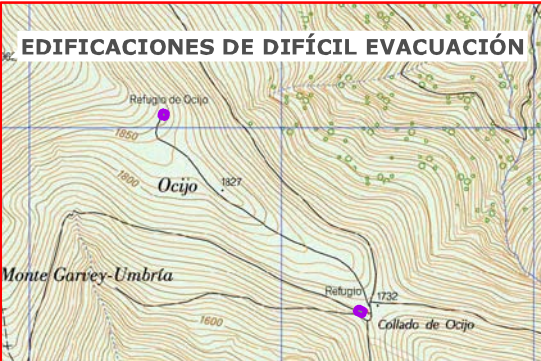 EDIFICACIONES DE DIFÍCIL EVACUACIÓN
Refugio de Ocijo
1850
1800
Ocijo
1827
Monte Garvey-Umbría
Refugio
1732
Collado de Ocijo
1600